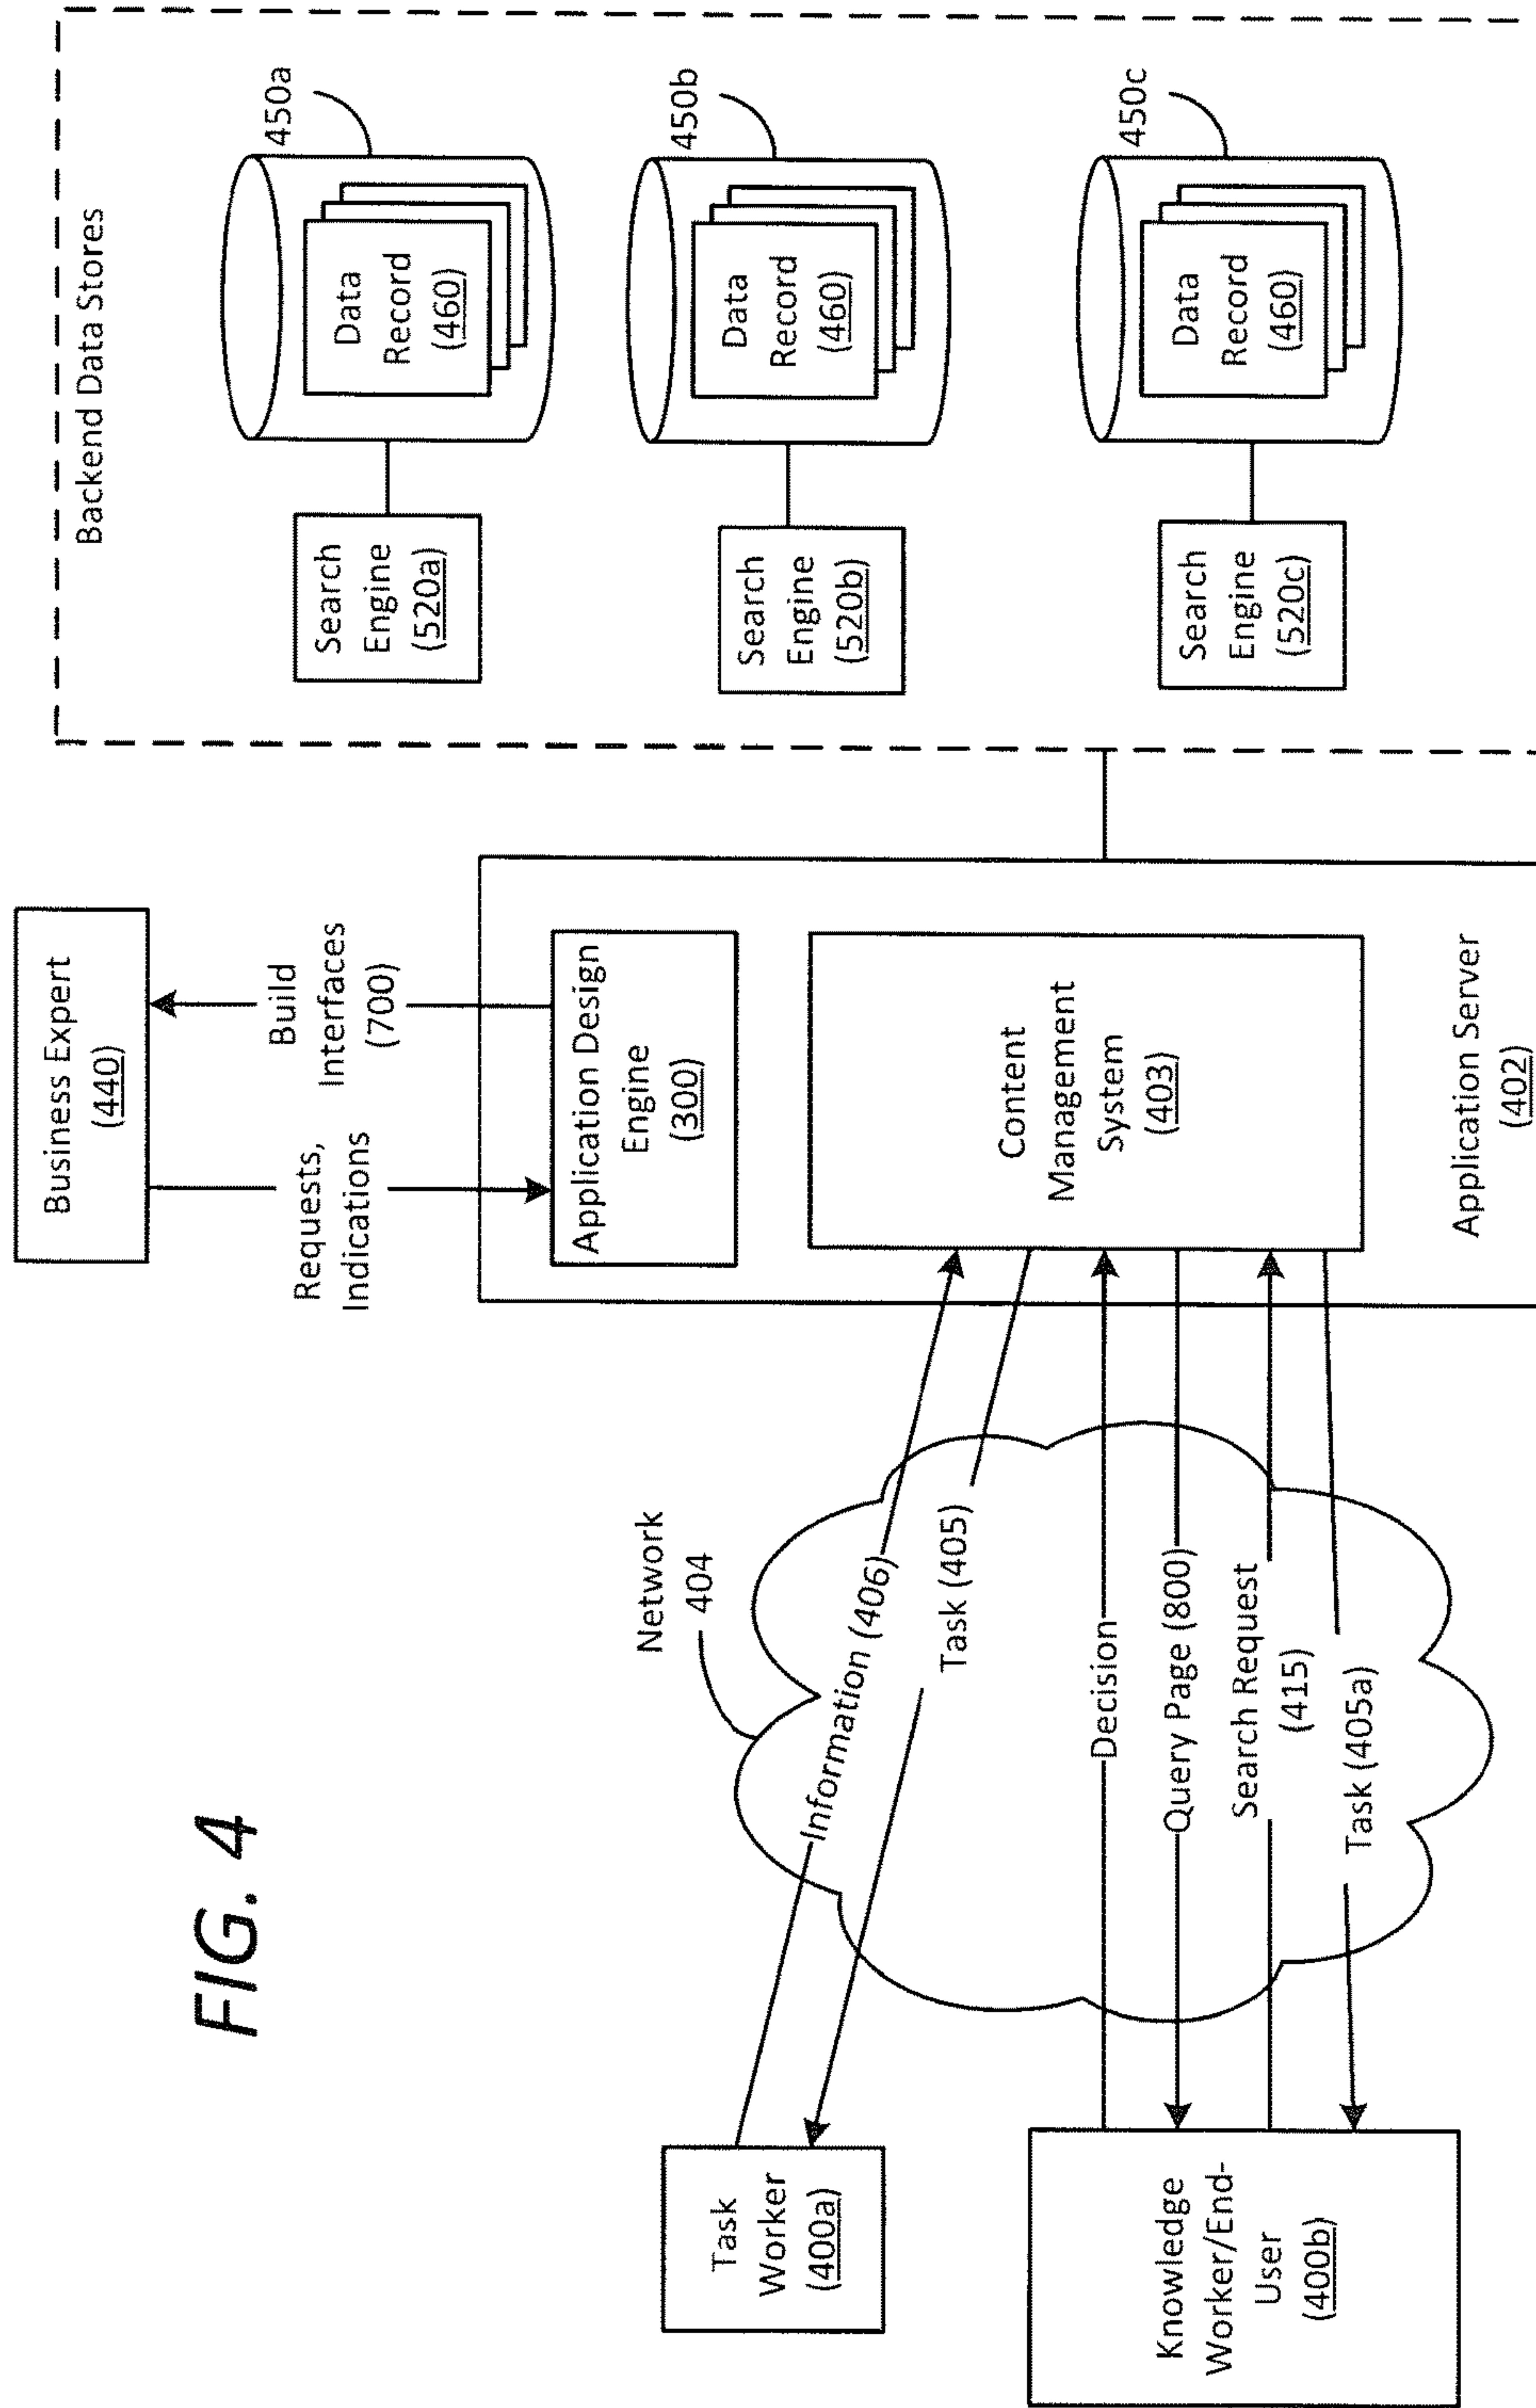 FIG. 4
Business Expert
(440)
Requests,
Indications
Build
Interfaces
(700)
Backend Data Stores
Application Design
Engine
(300)
Content
Management
System
(403)
Application Server
(402)
Network
404
Information (406)
Task (405)
Decision
Query Page (800)
Search Request
(415)
Task (405a)
Task
Worker
(400a)
Knowledge
Worker/End-
User
(400b)
Search
Engine
(520a)
Data
Record
(460)
450a
Search
Engine
(520b)
Data
Record
(460)
450b
Search
Engine
(520c)
Data
Record
(460)
450c